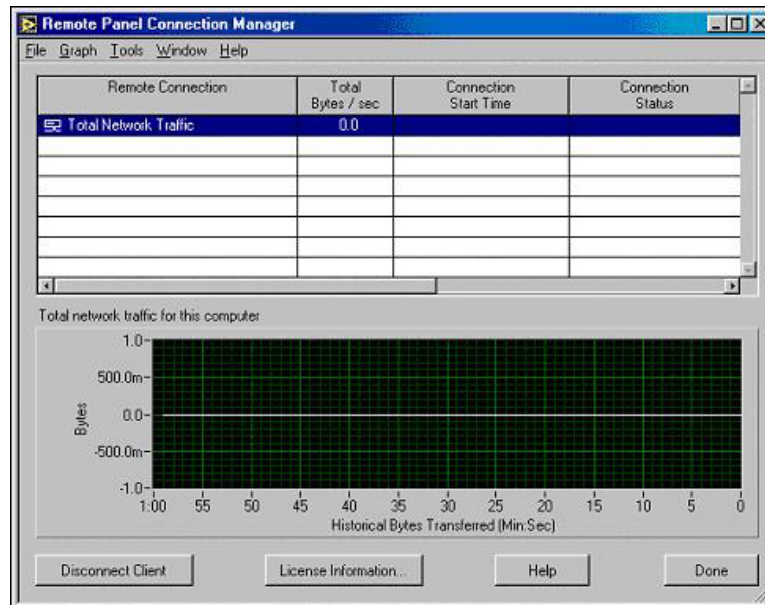 Remote Panel Connection Manager
File Graph Tools Window Help
Remote Connection Total Bytes / sec Connection Start Time Connection Status
Total Network Traffic 0.0
Total network traffic for this computer
1.0
500.0m
0.0
-500.0m
-1.0
Bytes
1:00 55 50 45 40 35 30 25 20 15 10 5 0
Historical Bytes Transferred (Min:Sec)
Disconnect Client License Information... Help Done